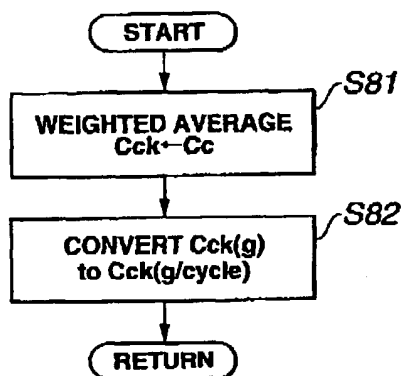 START
S81
WEIGHTED AVERAGE
Cck←Cc
S82
CONVERT Cck(g)
to Cck(g/cycle)
RETURN